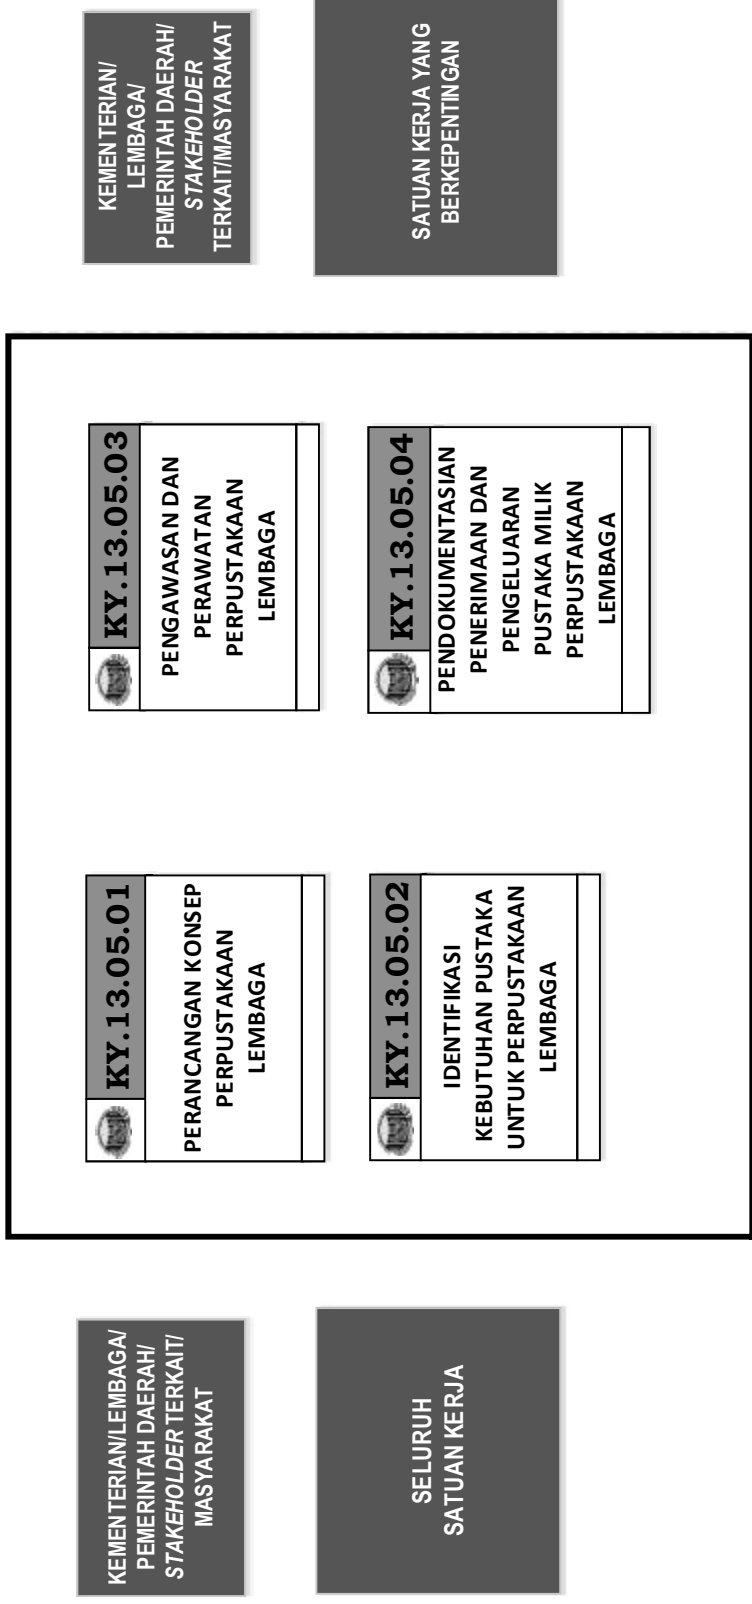 KEMENTERIAN/LEMBAGA/
PEMERINTAH DAERAH/
STAKEHOLDER TERKAIT/
MASYARAKAT
SELURUH
SATUAN KERJA
KY.13.05.01
PERANCANGAN KONSEP
PERPUSTAKAAN
LEMBAGA
KY.13.05.02
IDENTIFIKASI
KEBUTUHAN PUSTAKA
UNTUK PERPUSTAKAAN
LEMBAGA
KY.13.05.03
PENGAWASAN DAN
PERAWATAN
PERPUSTAKAAN
LEMBAGA
KY.13.05.04
PENDOKUMENTASIAN
PENERIMAAN DAN
PENGELUARAN
PUSTAKA MILIK
PERPUSTAKAAN
LEMBAGA
KEMENTERIAN/
LEMBAGA/
PEMERINTAH DAERAH/
STAKEHOLDER
TERKAIT/MASYARAKAT
SATUAN KERJA YANG
BERKEPENTINGAN